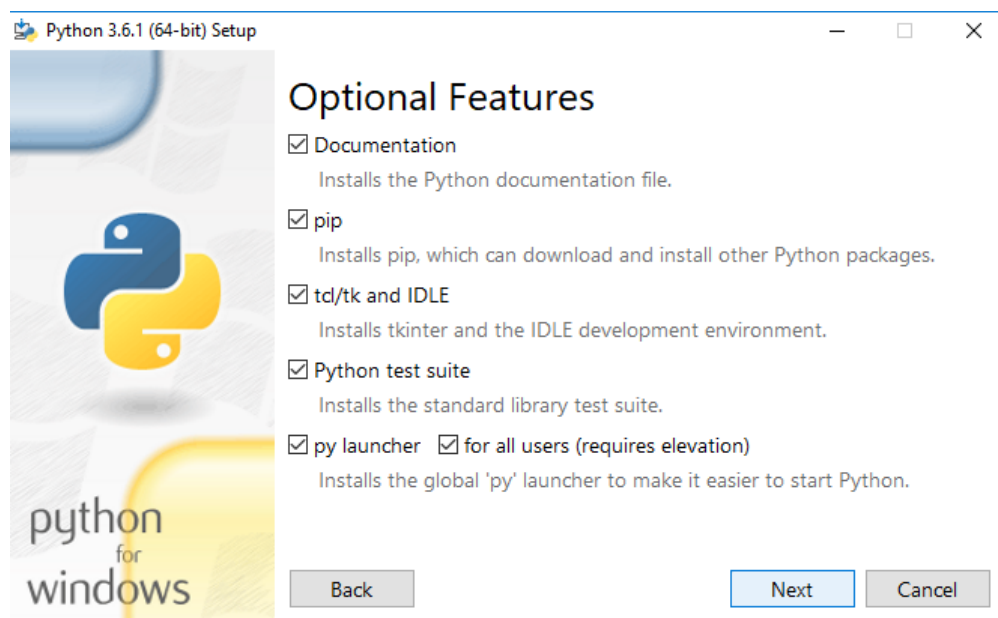 Python 3.6.1 (64-bit) Setup
Optional Features
Documentation
Installs the Python documentation file.
pip
Installs pip, which can download and install other Python packages.
tcl/tk and IDLE
Installs tkinter and the IDLE development environment.
Python test suite
Installs the standard library test suite.
py launcher for all users (requires elevation)
Installs the global 'py' launcher to make it easier to start Python.
python
for
windows
Back Next Cancel